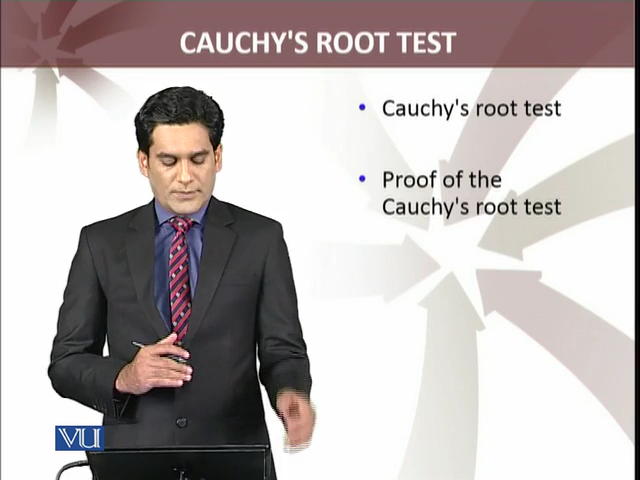 CAUCHY'S ROOT TEST
• Cauchy's root test
• Proof of the
Cauchy's root test
VU